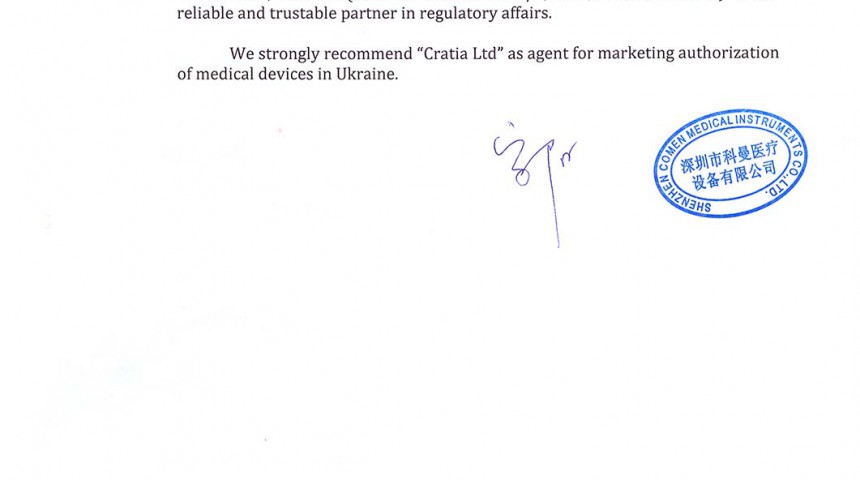 reliable and trustable partner in regulatory affairs.
We strongly recommend “Cratia Ltd” as agent for marketing authorization
of medical devices in Ukraine.
SHENZHEN COMEN MEDICAL INSTRUMENTS CO., LTD.
深圳市科曼医疗
设备有限公司